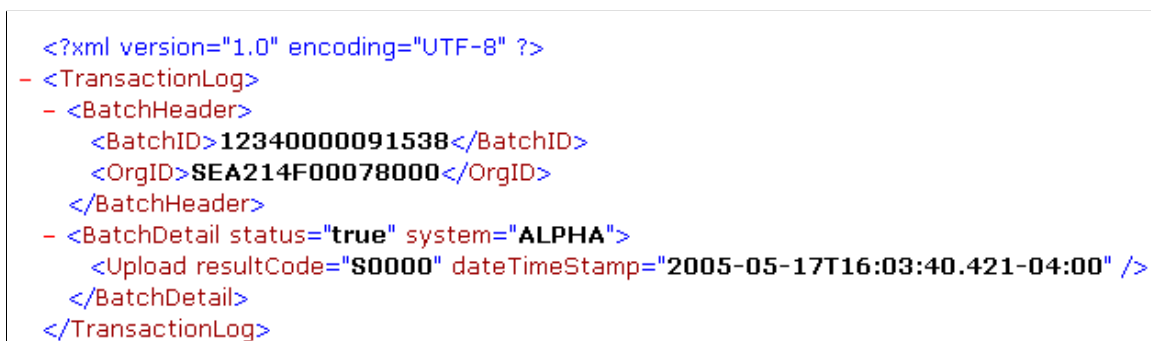 <?xml version="1.0" encoding="UTF-8" ?>
- <TransactionLog>
- <BatchHeader>
<BatchID>12340000091538</BatchID>
<OrgID>SEA214F00078000</OrgID>
</BatchHeader>
- <BatchDetail status="true" system="ALPHA">
<Upload resultCode="S0000" dateTimeStamp="2005-05-17T16:03:40.421-04:00" />
</BatchDetail>
</TransactionLog>